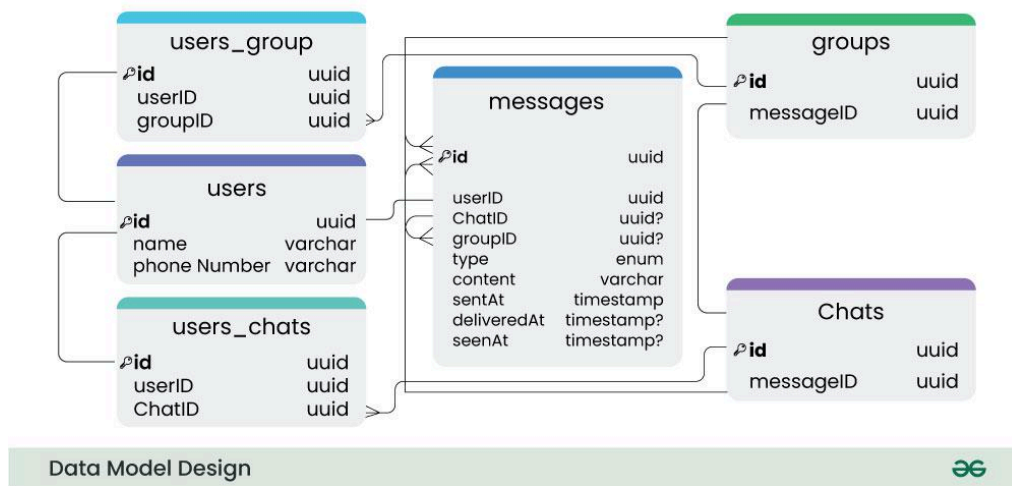 users_group
id uuid
userID uuid
groupID uuid
users
id uuid
name varchar
phone Number varchar
users_chats
id uuid
userID uuid
ChatID uuid
messages
id uuid
userID uuid
ChatID uuid?
groupID uuid?
type enum
content varchar
sentAt timestamp
deliveredAt timestamp?
seenAt timestamp?
groups
id uuid
messageID uuid
Chats
id uuid
messageID uuid
Data Model Design